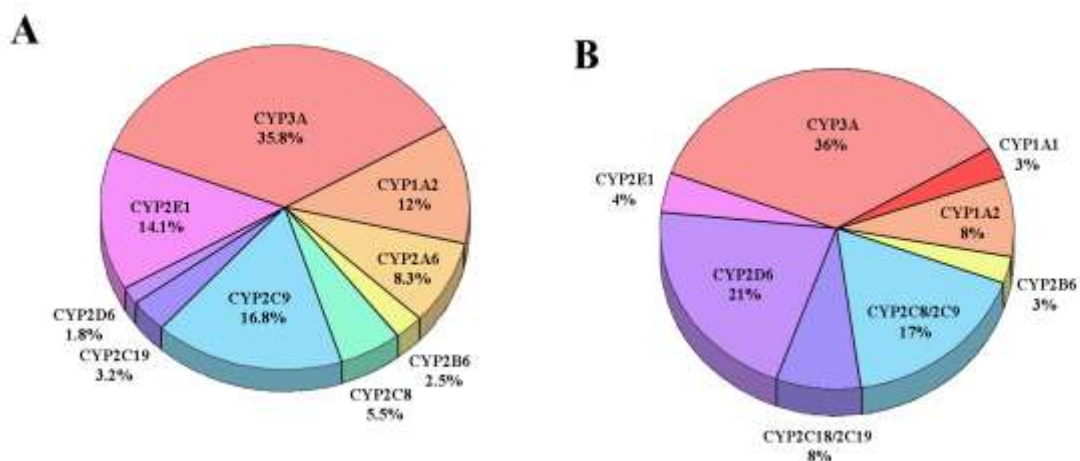 A
CYP3A
35.8%
CYP1A2
12%
CYP2A6
8.3%
CYP2B6
2.5%
CYP2C8
5.5%
CYP2C9
16.8%
CYP2C19
3.2%
CYP2D6
1.8%
CYP2E1
14.1%
B
CYP3A
36%
CYP1A1
3%
CYP1A2
8%
CYP2B6
3%
CYP2C8/2C9
17%
CYP2C18/2C19
8%
CYP2D6
21%
CYP2E1
4%